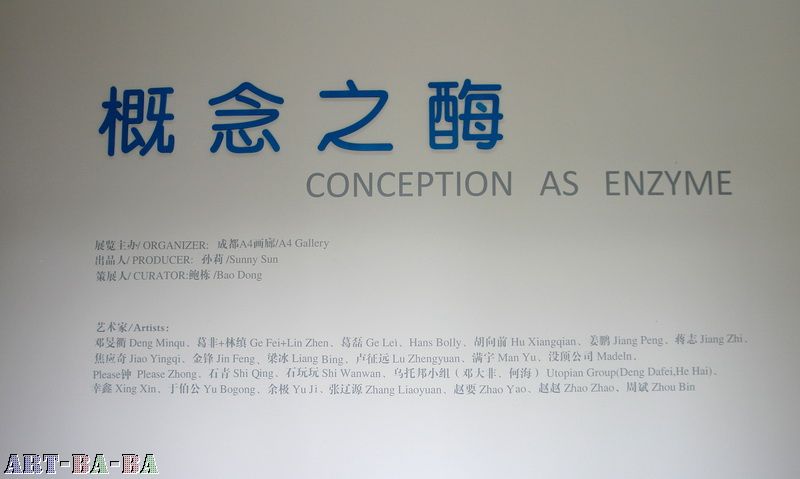 概念之酶
CONCEPTION AS ENZYME
展览主办/ ORGANIZER: 成都A4画廊/A4 Gallery
出品人/ PRODUCER: 孙莉 /Sunny Sun
策展人/ CURATOR:鲍栋 /Bao Dong
艺术家/Artists:
邓旻衢 Deng Minqu、葛非+林缜 Ge Fei+Lin Zhen、葛磊 Ge Lei、Hans Bolly、胡向前 Hu Xiangqian、姜鹏 Jiang Peng、蒋志 Jiang Zhi、
焦应奇 Jiao Yingqi、金锋 Jin Feng、梁冰 Liang Bing、卢征远 Lu Zhengyuan、满宇 Man Yu、没顶公司 MadeIn、
Please钟 Please Zhong、石青 Shi Qing、石玩玩 Shi Wanwan、乌托邦小组（邓大非、何海）Utopian Group(Deng Dafei,He Hai)、
幸鑫 Xing Xin、于伯公 Yu Bogong、余极 Yu Ji、张辽源 Zhang Liaoyuan、赵要 Zhao Yao、赵赵 Zhao Zhao、周斌 Zhou Bin
ART-BA-BA